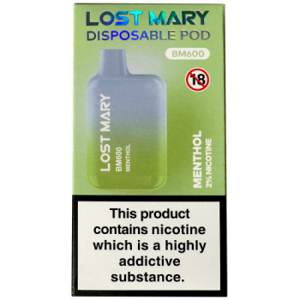 LOST MARY
DISPOSABLE POD
BM600
18
LOST MARY
BM600
MENTHOL
MENTHOL
2% NICOTINE
This product
contains nicotine
which is a highly
addictive
substance.